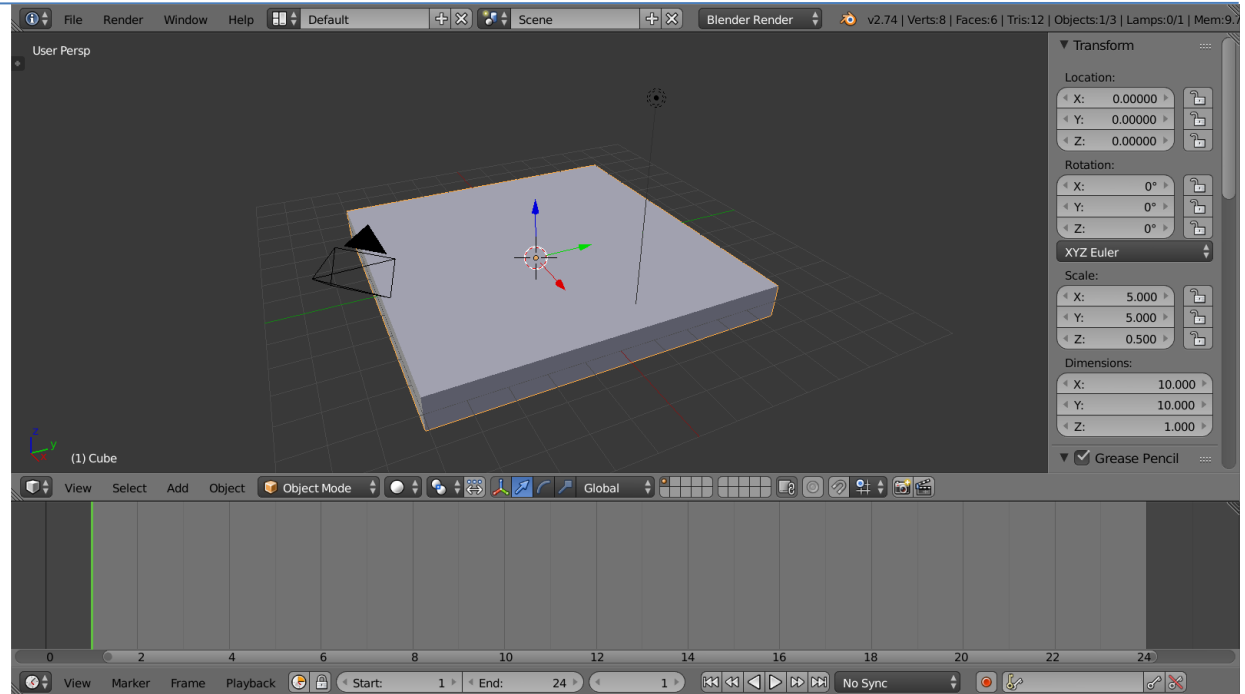 File Render Window Help Default Scene Blender Render v2.74 | Verts:8 | Faces:6 | Tris:12 | Objects:1/3 | Lamps:0/1 | Mem:9.7
User Persp
Transform
Location:
X: 0.00000
Y: 0.00000
Z: 0.00000
Rotation:
X: 0°
Y: 0°
Z: 0°
XYZ Euler
Scale:
X: 5.000
Y: 5.000
Z: 0.500
Dimensions:
X: 10.000
Y: 10.000
Z: 1.000
Grease Pencil
z
y
(1) Cube
View Select Add Object Object Mode Global
0 2 4 6 8 10 12 14 16 18 20 22 24
View Marker Frame Playback Start: 1 End: 24 1 No Sync